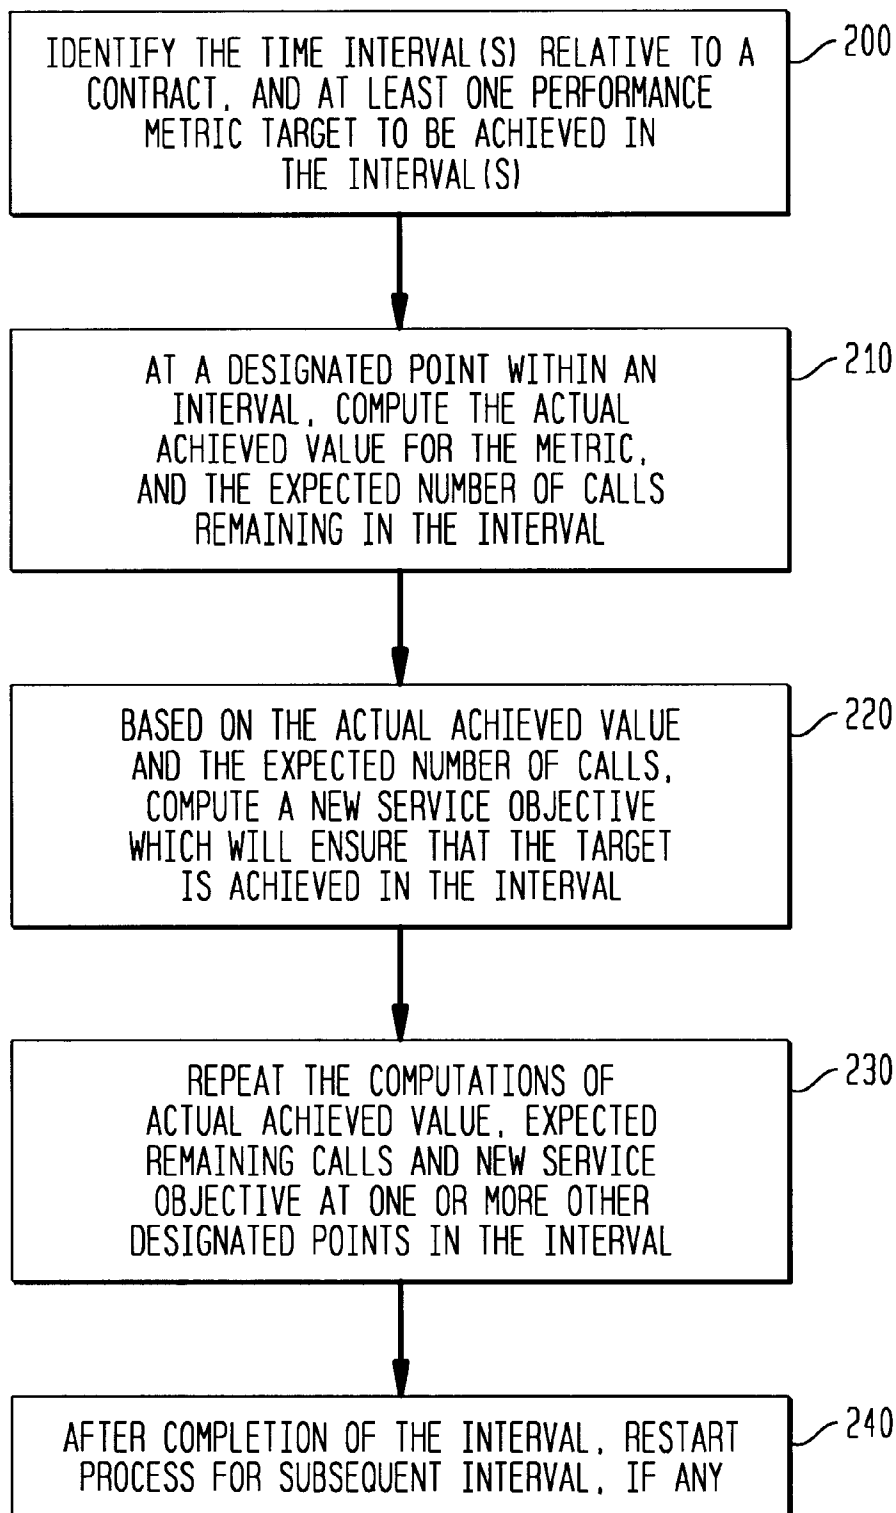 IDENTIFY THE TIME INTERVAL(S) RELATIVE TO A
CONTRACT, AND AT LEAST ONE PERFORMANCE
METRIC TARGET TO BE ACHIEVED IN
THE INTERVAL(S)
200
AT A DESIGNATED POINT WITHIN AN
INTERVAL, COMPUTE THE ACTUAL
ACHIEVED VALUE FOR THE METRIC,
AND THE EXPECTED NUMBER OF CALLS
REMAINING IN THE INTERVAL
210
BASED ON THE ACTUAL ACHIEVED VALUE
AND THE EXPECTED NUMBER OF CALLS,
COMPUTE A NEW SERVICE OBJECTIVE
WHICH WILL ENSURE THAT THE TARGET
IS ACHIEVED IN THE INTERVAL
220
REPEAT THE COMPUTATIONS OF
ACTUAL ACHIEVED VALUE, EXPECTED
REMAINING CALLS AND NEW SERVICE
OBJECTIVE AT ONE OR MORE OTHER
DESIGNATED POINTS IN THE INTERVAL
230
AFTER COMPLETION OF THE INTERVAL, RESTART
PROCESS FOR SUBSEQUENT INTERVAL, IF ANY
240